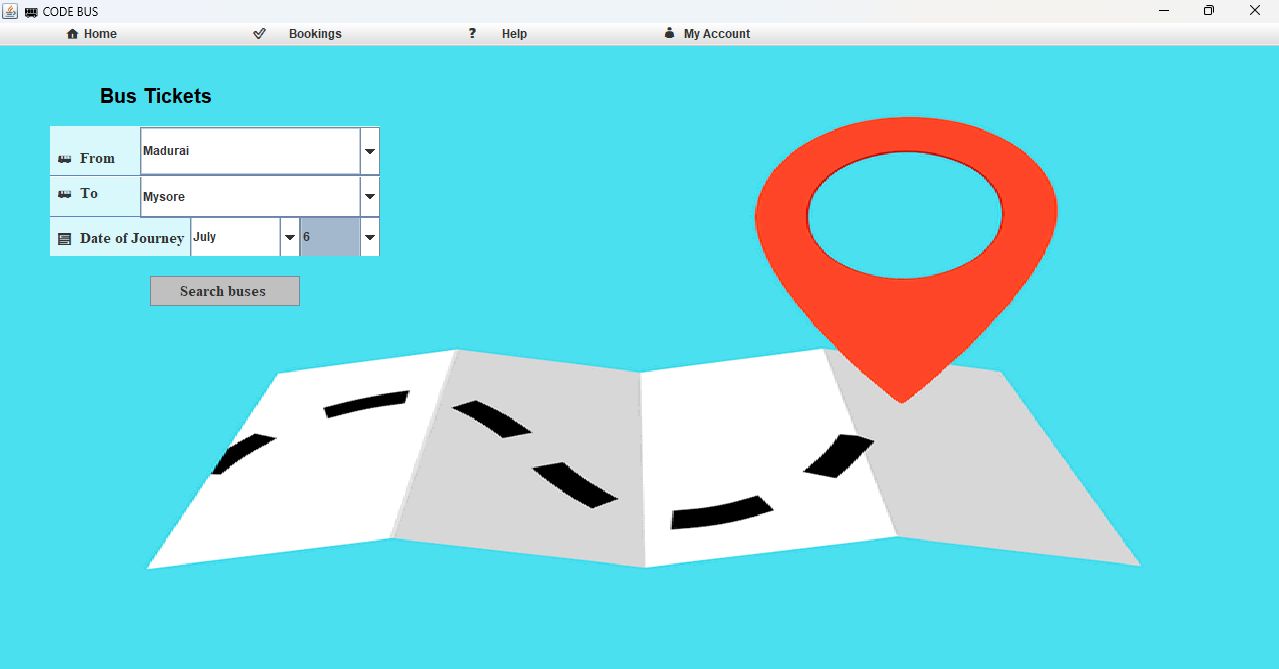 CODE BUS
Home Bookings ? Help My Account
Bus Tickets
From Madurai
To Mysore
Date of Journey July 6
Search buses